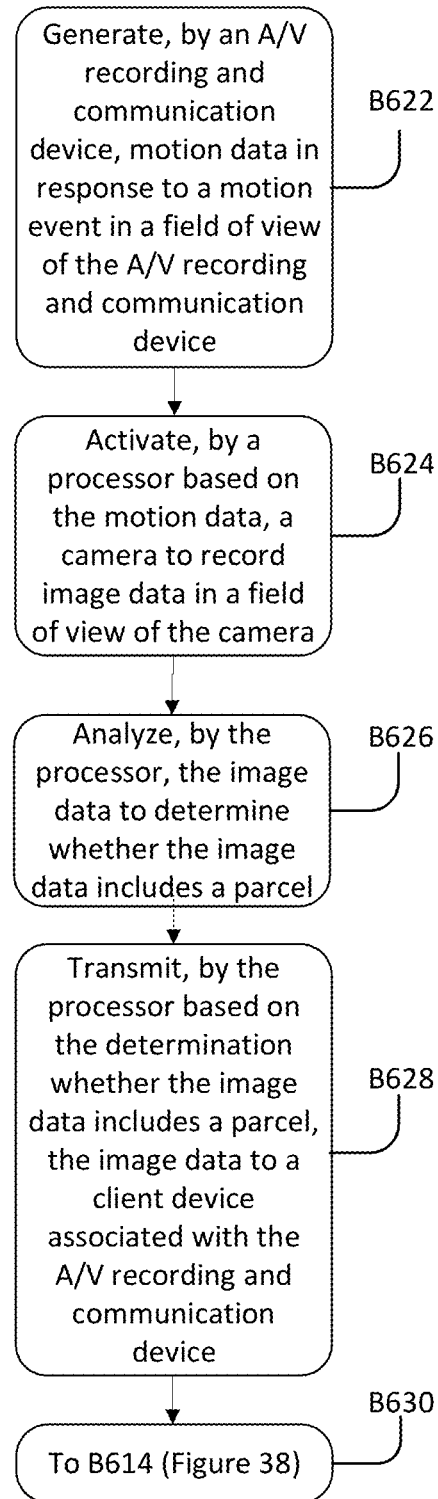 Generate, by an A/V
recording and
communication
device, motion data in
response to a motion
event in a field of view
of the A/V recording
and communication
device
B622
Activate, by a
processor based on
the motion data, a
camera to record
image data in a field
of view of the camera
B624
Analyze, by the
processor, the image
data to determine
whether the image
data includes a parcel
B626
Transmit, by the
processor based on
the determination
whether the image
data includes a parcel,
the image data to a
client device
associated with the
A/V recording and
communication
device
B628
To B614 (Figure 38)
B630